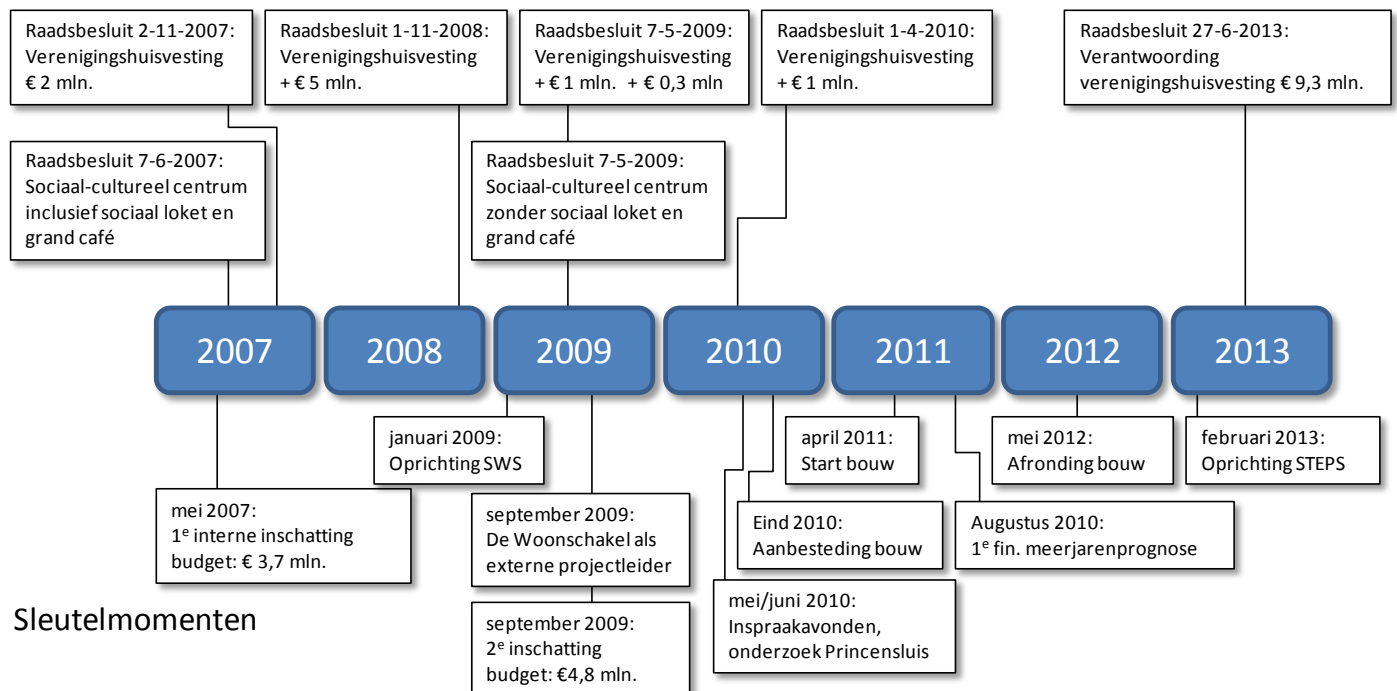 Raadsbesluit 2-11-2007:
Verenigingshuisvesting
€ 2 mln.
Raadsbesluit 1-11-2008:
Verenigingshuisvesting
+ € 5 mln.
Raadsbesluit 7-5-2009:
Verenigingshuisvesting
+ € 1 mln. + € 0,3 mln
Raadsbesluit 1-4-2010:
Verenigingshuisvesting
+ € 1 mln.
Raadsbesluit 27-6-2013:
Verantwoording
verenigingshuisvesting € 9,3 mln.
Raadsbesluit 7-6-2007:
Sociaal-cultureel centrum
inclusief sociaal loket en
grand café
Raadsbesluit 7-5-2009:
Sociaal-cultureel centrum
zonder sociaal loket en
grand café
2007
2008
2009
2010
2011
2012
2013
januari 2009:
Oprichting SWS
april 2011:
Start bouw
mei 2012:
Afronding bouw
februari 2013:
Oprichting STEPS
mei 2007:
1e interne inschatting
budget: € 3,7 mln.
september 2009:
De Woonschakel als
externe projectleider
Eind 2010:
Aanbesteding bouw
Augustus 2010:
1e fin. meerjarenprognose
mei/juni 2010:
Inspraakavonden,
onderzoek Princensluis
Sleutelmomenten
september 2009:
2e inschatting
budget: €4,8 mln.